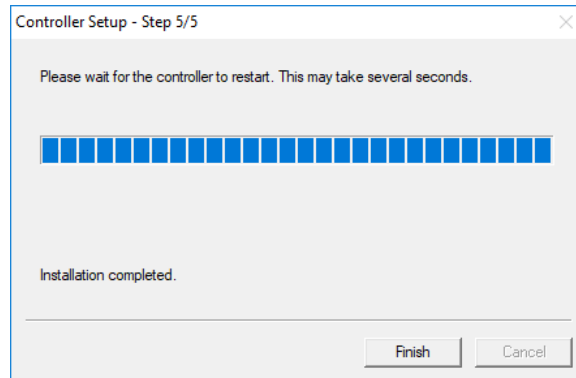 Controller Setup - Step 5/5
Please wait for the controller to restart. This may take several seconds.
Installation completed.
Finish
Cancel